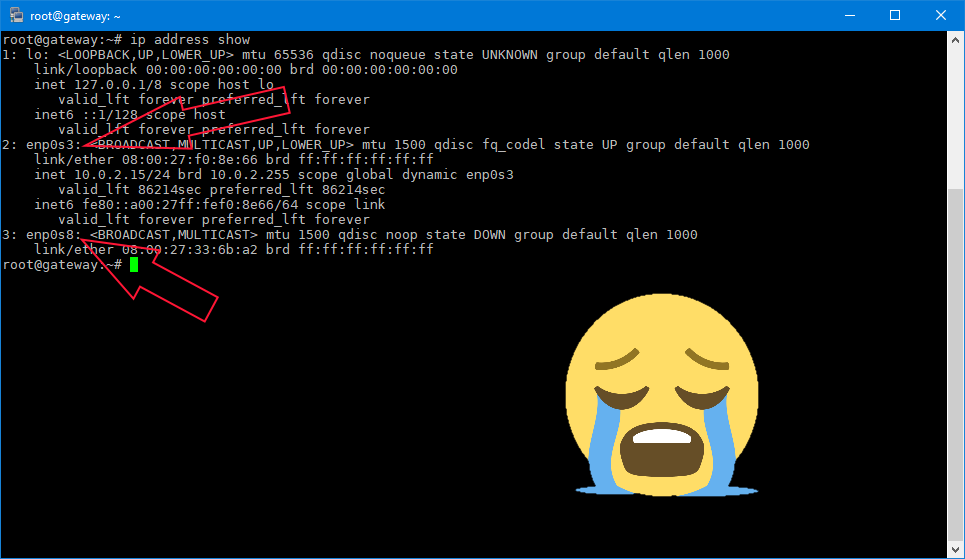 root@gateway: ~
root@gateway:~# ip address show
1: lo: <LOOPBACK,UP,LOWER_UP> mtu 65536 qdisc noqueue state UNKNOWN group default qlen 1000
    link/loopback 00:00:00:00:00:00 brd 00:00:00:00:00:00
    inet 127.0.0.1/8 scope host lo
       valid_lft forever preferred_lft forever
    inet6 ::1/128 scope host
       valid_lft forever preferred_lft forever
2: enp0s3: <BROADCAST,MULTICAST,UP,LOWER_UP> mtu 1500 qdisc fq_codel state UP group default qlen 1000
    link/ether 08:00:27:f0:8e:66 brd ff:ff:ff:ff:ff:ff
    inet 10.0.2.15/24 brd 10.0.2.255 scope global dynamic enp0s3
       valid_lft 86214sec preferred_lft 86214sec
    inet6 fe80::a00:27ff:fef0:8e66/64 scope link
       valid_lft forever preferred_lft forever
3: enp0s8: <BROADCAST,MULTICAST> mtu 1500 qdisc noop state DOWN group default qlen 1000
    link/ether 08:00:27:33:6b:a2 brd ff:ff:ff:ff:ff:ff
root@gateway:~#